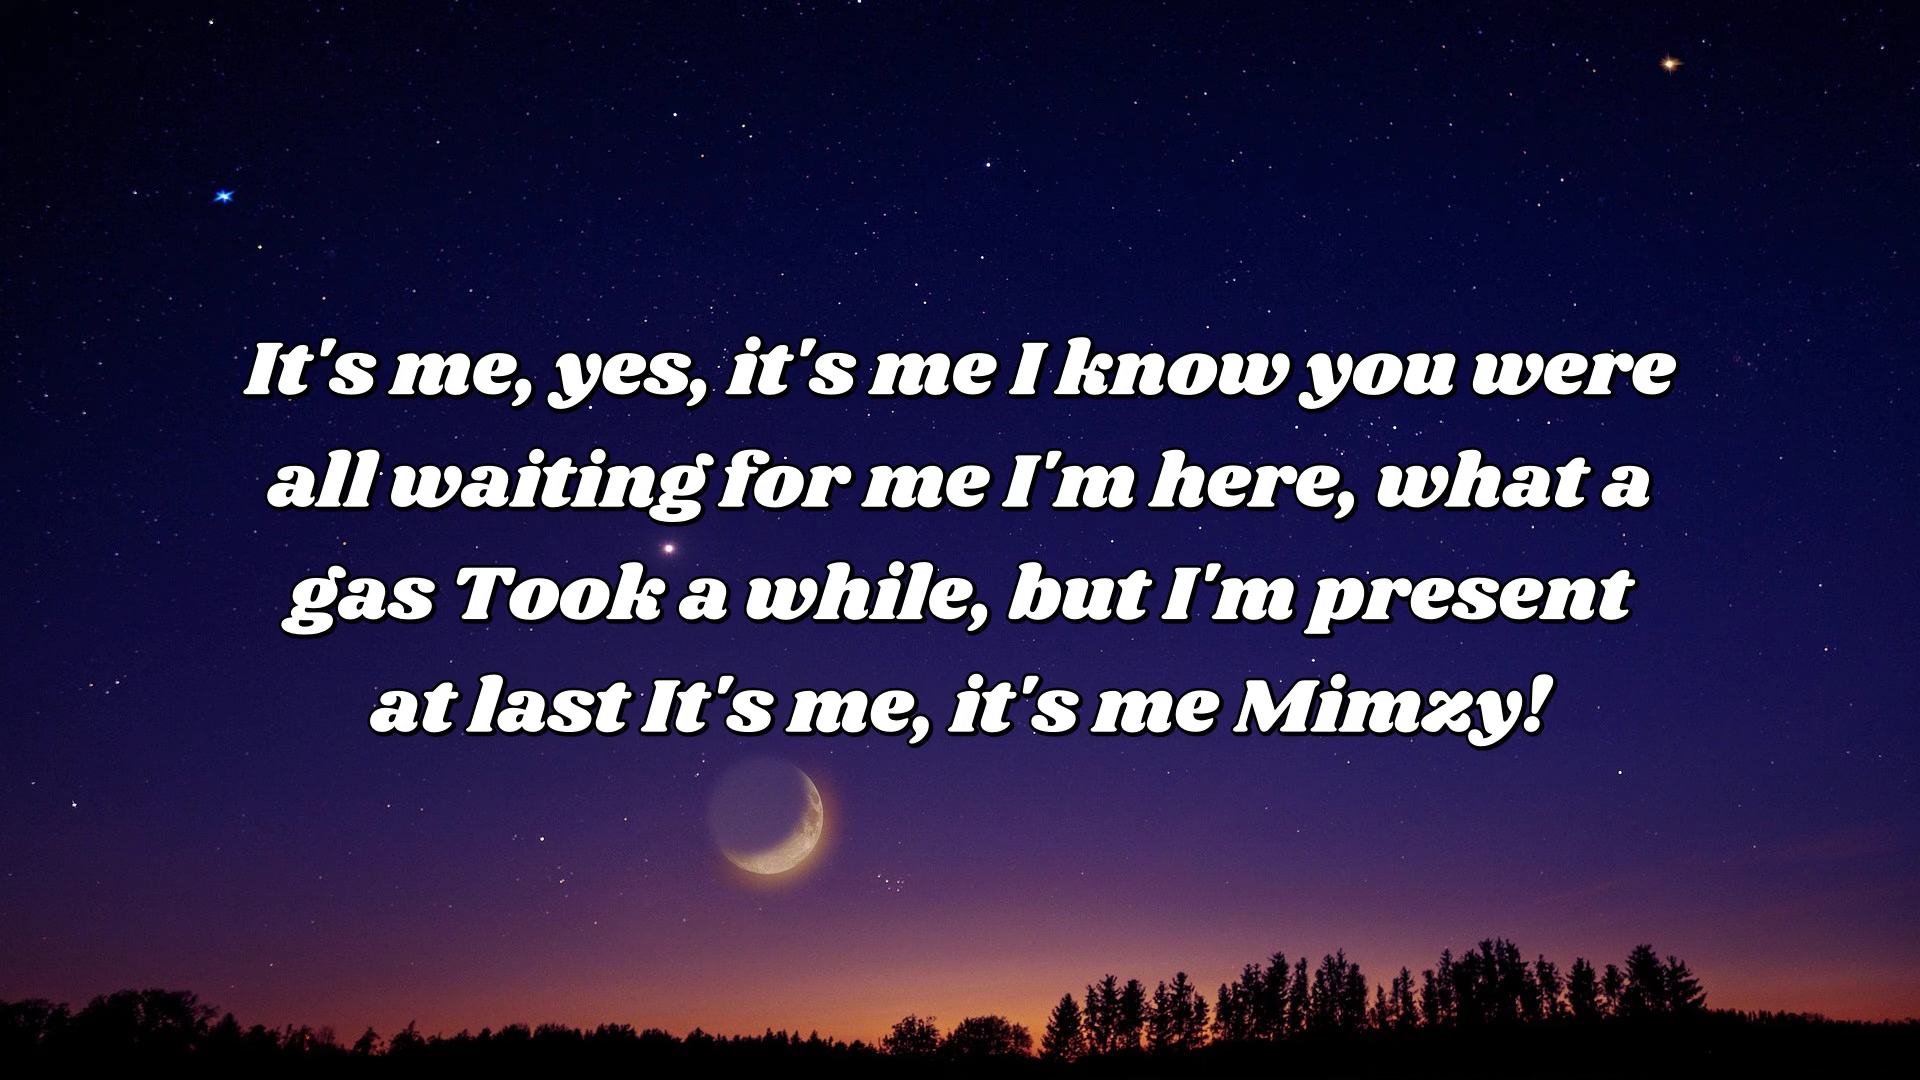 It's me, yes, it's me I know you were
all waiting for me I'm here, what a
gas Took a while, but I'm present
at last It's me, it's me Mimzy!